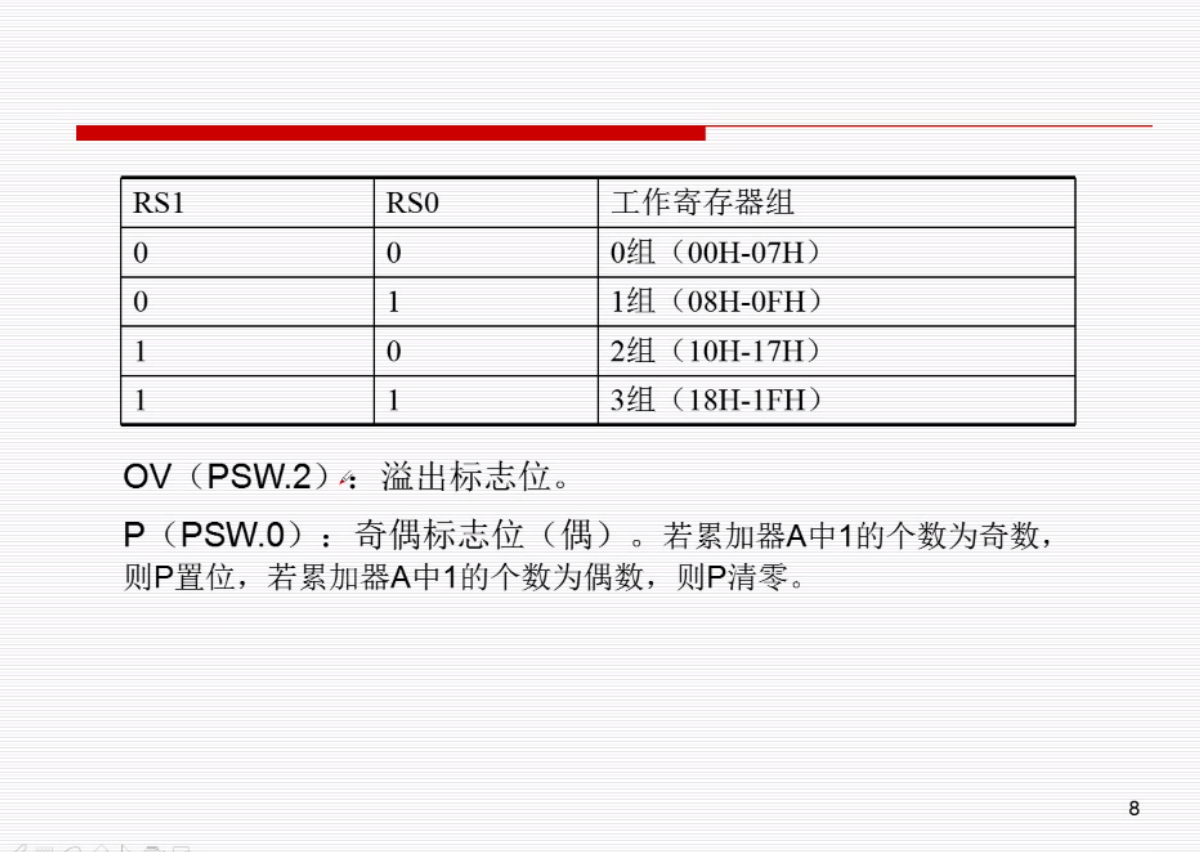 RS1 RS0 工作寄存器组
0 0 0组（00H-07H）
0 1 1组（08H-0FH）
1 0 2组（10H-17H）
1 1 3组（18H-1FH）
OV（PSW.2）：溢出标志位。
P（PSW.0）：奇偶标志位（偶）。若累加器A中1的个数为奇数，
则P置位，若累加器A中1的个数为偶数，则P清零。
8